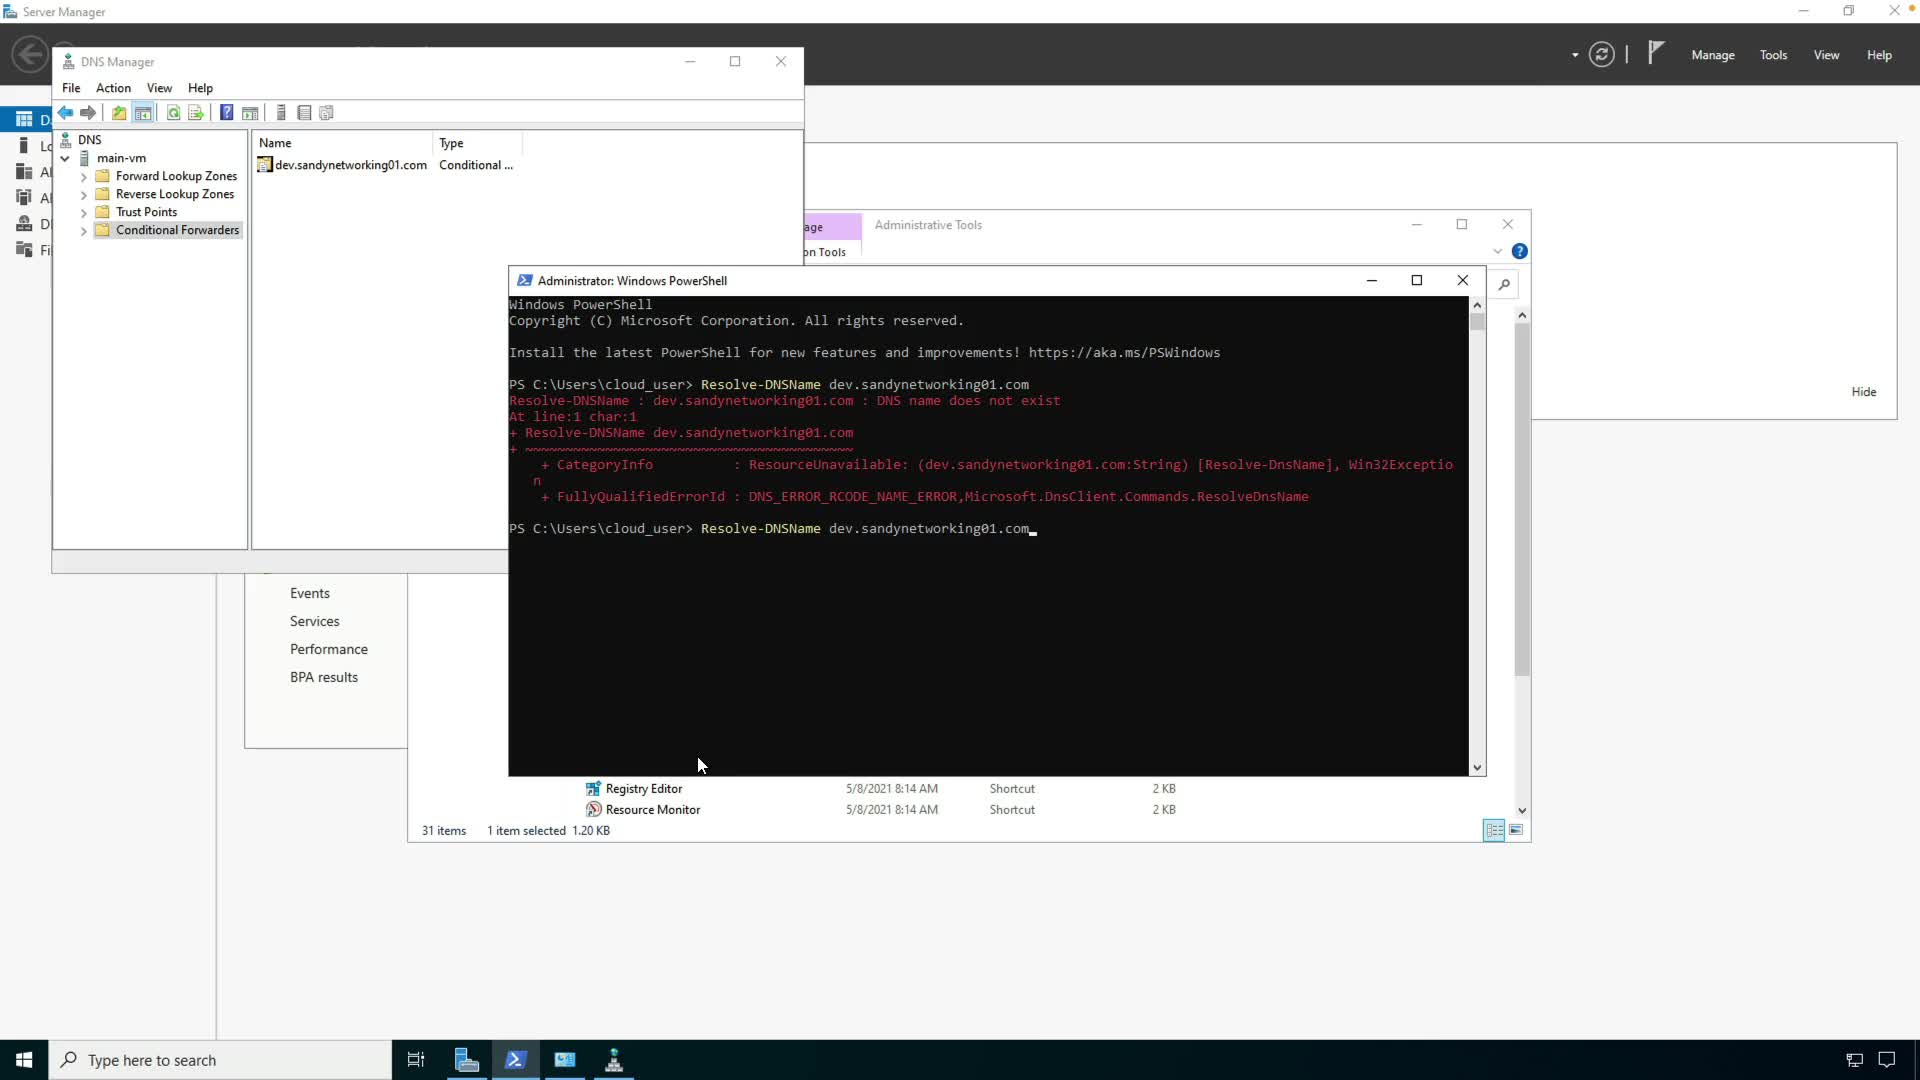 Server Manager
Manage
Tools
View
Help
DNS Manager
File
Action
View
Help
DNS
main-vm
Forward Lookup Zones
Reverse Lookup Zones
Trust Points
Conditional Forwarders
Name
Type
dev.sandynetworking01.com
Conditional ...
age
on Tools
Administrative Tools
Administrator: Windows PowerShell
Windows PowerShell
Copyright (C) Microsoft Corporation. All rights reserved.
Install the latest PowerShell for new features and improvements! https://aka.ms/PSWindows
PS C:\Users\cloud_user> Resolve-DNSName dev.sandynetworking01.com
Resolve-DNSName : dev.sandynetworking01.com : DNS name does not exist
At line:1 char:1
+ Resolve-DNSName dev.sandynetworking01.com
+ ~~~~~~~~~~~~~~~~~~~~~~~~~~~~~~~~~~~~~~~~~
+ CategoryInfo          : ResourceUnavailable: (dev.sandynetworking01.com:String) [Resolve-DnsName], Win32Exceptio
n
+ FullyQualifiedErrorId : DNS_ERROR_RCODE_NAME_ERROR,Microsoft.DnsClient.Commands.ResolveDnsName
PS C:\Users\cloud_user> Resolve-DNSName dev.sandynetworking01.com
Hide
Events
Services
Performance
BPA results
Registry Editor
5/8/2021 8:14 AM
Shortcut
2 KB
Resource Monitor
5/8/2021 8:14 AM
Shortcut
2 KB
31 items
1 item selected 1.20 KB
Type here to search